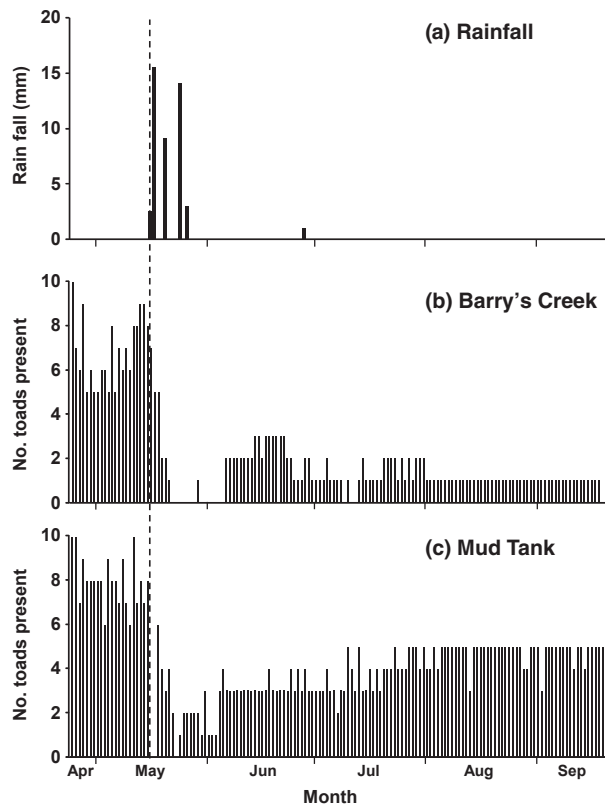 (a) Rainfall
Rain fall (mm)
20
15
10
5
0
(b) Barry's Creek
No. toads present
10
8
6
4
2
0
(c) Mud Tank
No. toads present
10
8
6
4
2
0
Apr May Jun Jul Aug Sep
Month